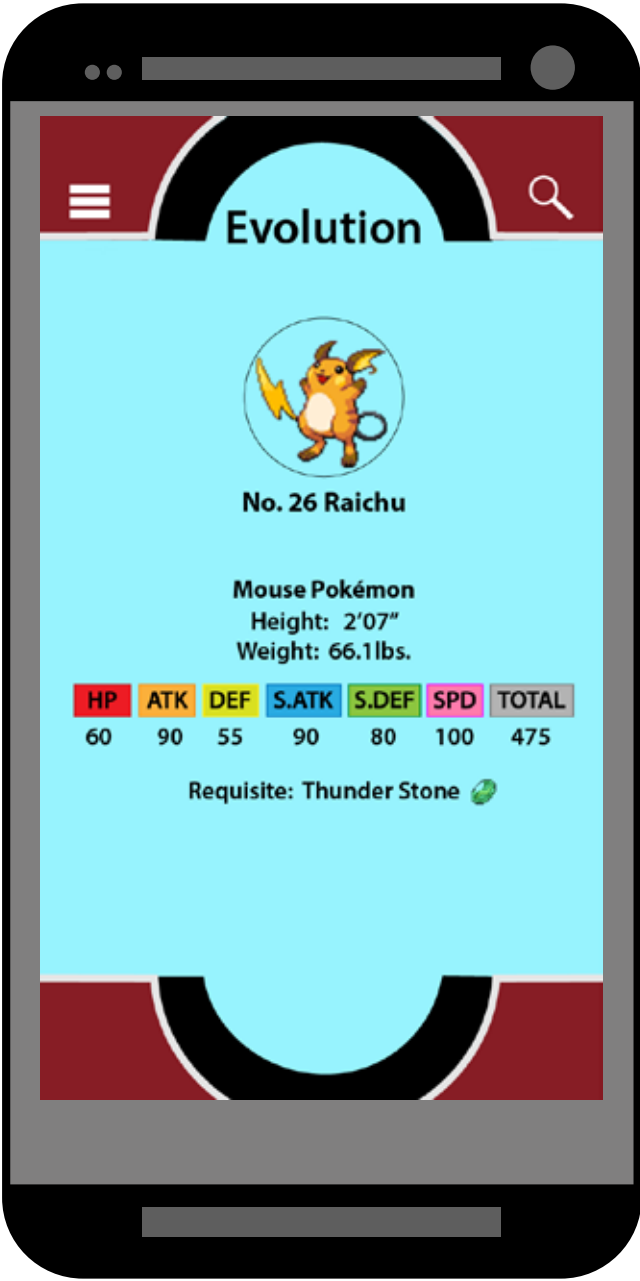 Evolution
No. 26 Raichu
Mouse Pokémon
Height: 2’07”
Weight: 66.1lbs.
HP ATK DEF S.ATK S.DEF SPD TOTAL
60 90 55 90 80 100 475
Requisite: Thunder Stone